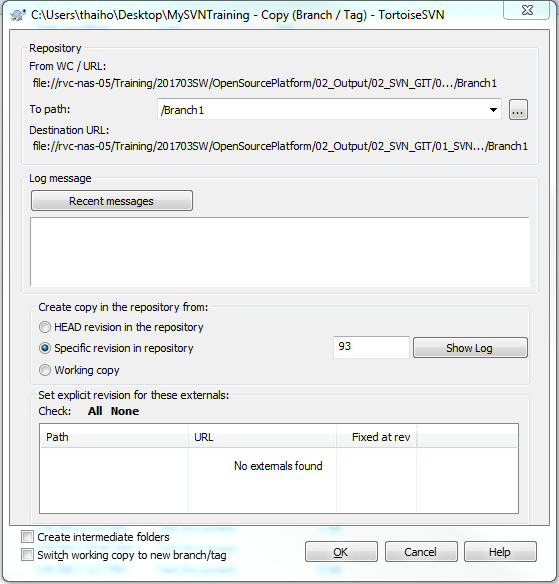 C:\Users\thaiho\Desktop\MySVNTraining - Copy (Branch / Tag) - TortoiseSVN
Repository
From WC / URL:
file://rvc-nas-05/Training/201703SW/OpenSourcePlatform/02_Output/02_SVN_GIT/0.../Branch1
To path:
/Branch1
...
Destination URL:
file://rvc-nas-05/Training/201703SW/OpenSourcePlatform/02_Output/02_SVN_GIT/01_SVN.../Branch1
Log message
Recent messages
Create copy in the repository from:
HEAD revision in the repository
Specific revision in repository 93 Show Log
Working copy
Set explicit revision for these externals:
Check: All None
Path URL Fixed at rev
No externals found
Create intermediate folders
Switch working copy to new branch/tag
OK Cancel Help